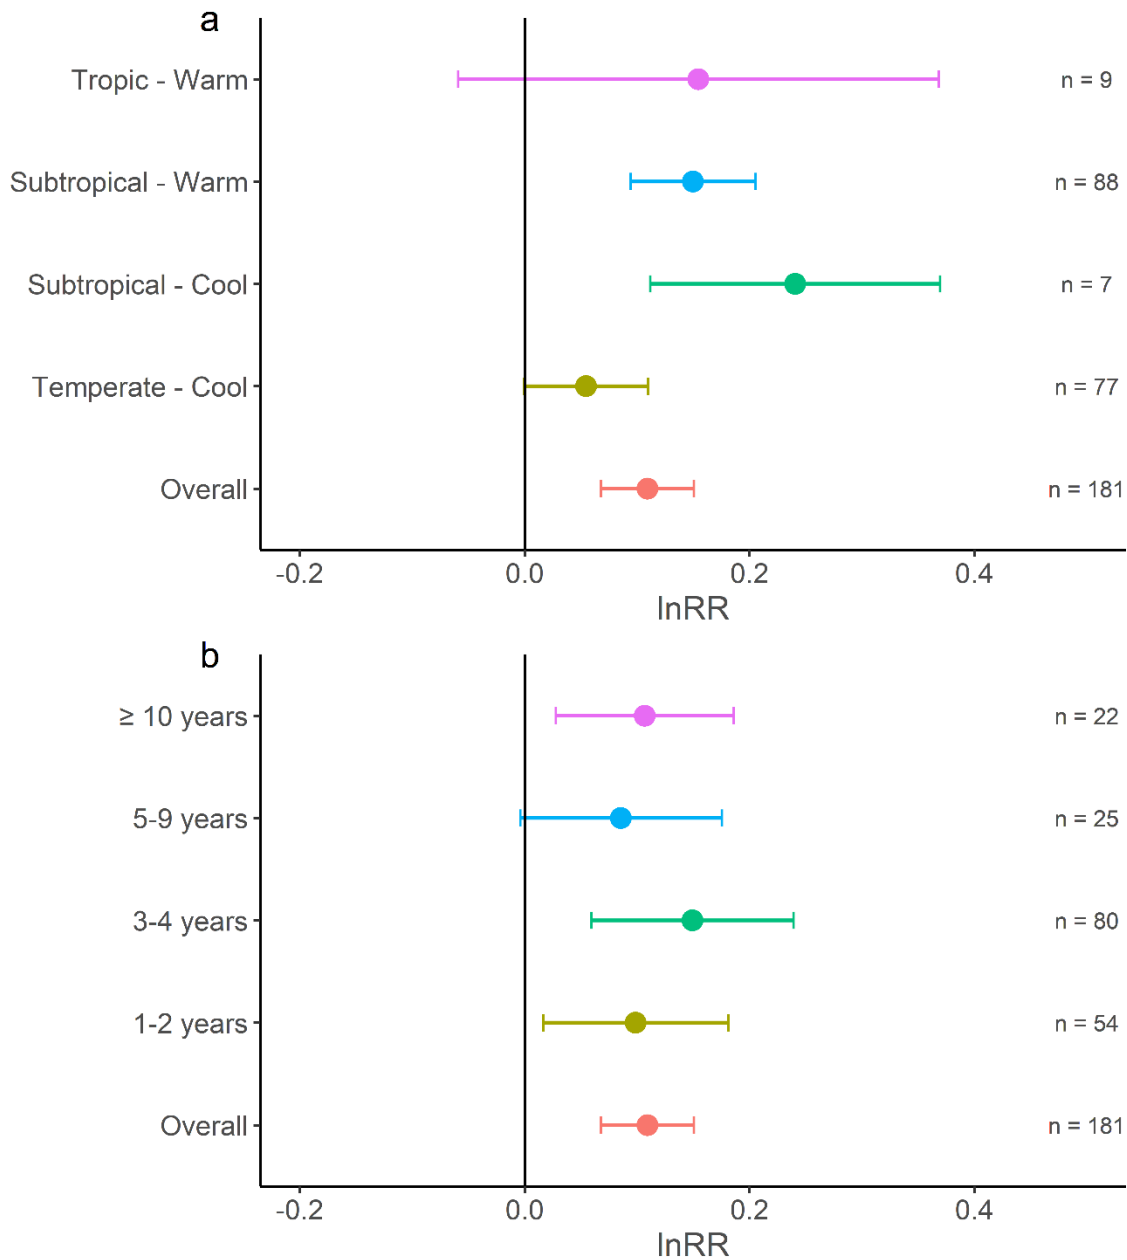 a
Tropic - Warm n = 9
Subtropical - Warm n = 88
Subtropical - Cool n = 7
Temperate - Cool n = 77
Overall n = 181
-0.2 0.0 0.2 0.4
lnRR
b
≥ 10 years n = 22
5-9 years n = 25
3-4 years n = 80
1-2 years n = 54
Overall n = 181
-0.2 0.0 0.2 0.4
lnRR